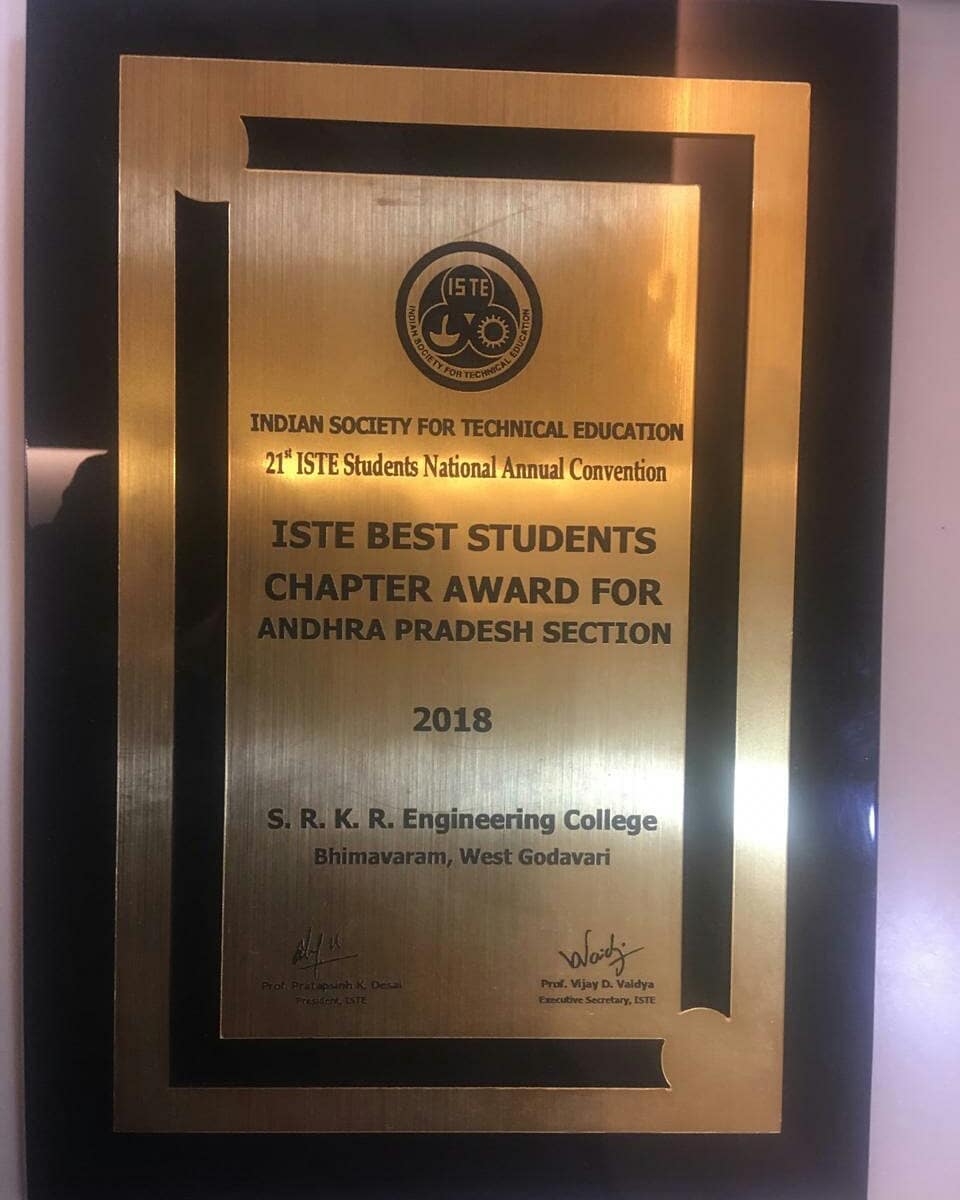 ISTE
INDIAN SOCIETY FOR TECHNICAL EDUCATION
INDIAN SOCIETY FOR TECHNICAL EDUCATION
21st ISTE Students National Annual Convention
ISTE BEST STUDENTS
CHAPTER AWARD FOR
ANDHRA PRADESH SECTION
2018
S. R. K. R. Engineering College
Bhimavaram, West Godavari
Prof. Pratapsinh K. Desai
President, ISTE
Prof. Vijay D. Vaidya
Executive Secretary, ISTE